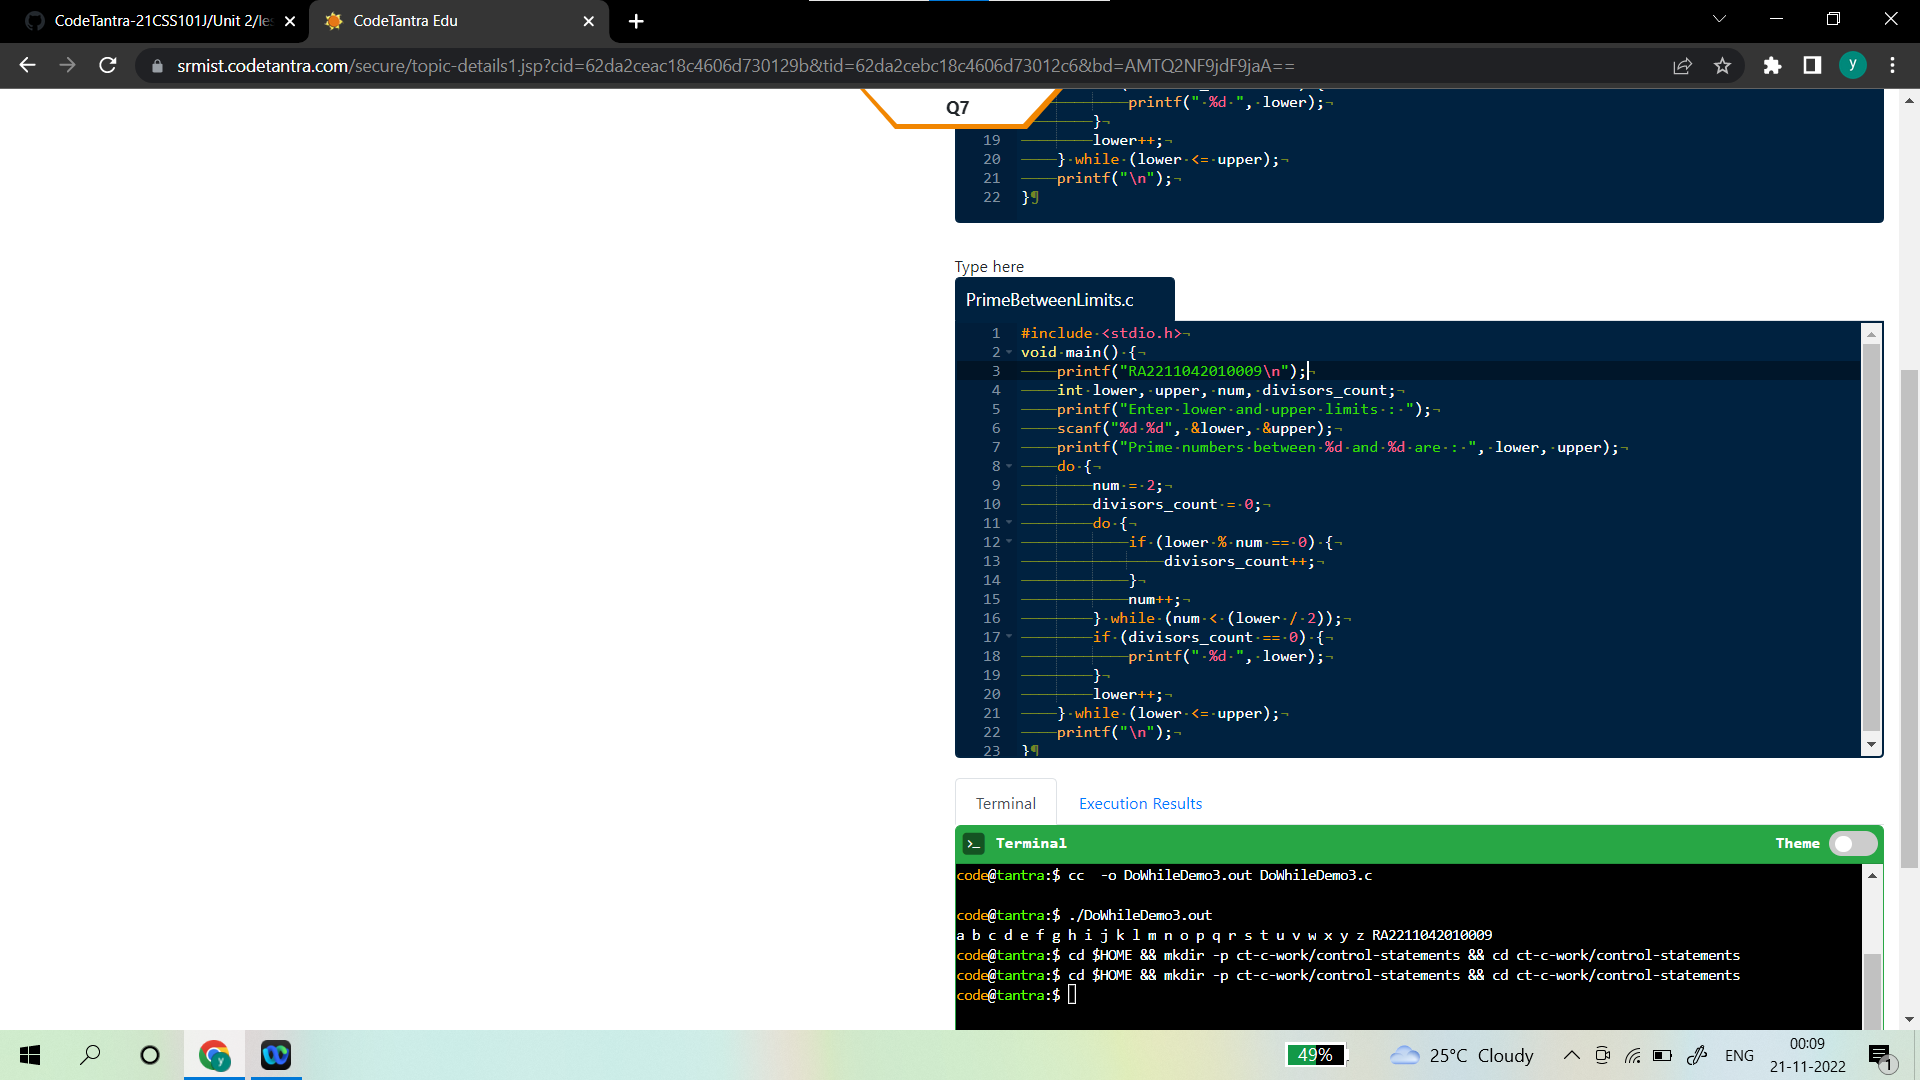 CodeTantra-21CSS101J/Unit 2/les
CodeTantra Edu
srmist.codetantra.com/secure/topic-details1.jsp?cid=62da2ceac18c4606d730129b&tid=62da2cebc18c4606d73012c6&bd=AMTQ2NF9jdF9jaA==
y
Q7
printf(" %d ", lower);
}
19 lower++;
20 } while (lower <= upper);
21 printf("\n");
22 }
Type here
PrimeBetweenLimits.c
1 #include <stdio.h>
2 void main() {
3 printf("RA2211042010009\n");
4 int lower, upper, num, divisors_count;
5 printf("Enter lower and upper limits : ");
6 scanf("%d %d", &lower, &upper);
7 printf("Prime numbers between %d and %d are : ", lower, upper);
8 do {
9 num = 2;
10 divisors_count = 0;
11 do {
12 if (lower % num == 0) {
13 divisors_count++;
14 }
15 num++;
16 } while (num < (lower / 2));
17 if (divisors_count == 0) {
18 printf(" %d ", lower);
19 }
20 lower++;
21 } while (lower <= upper);
22 printf("\n");
23 }
Terminal
Execution Results
Terminal
Theme
code@tantra:$ cc  -o DoWhileDemo3.out DoWhileDemo3.c
code@tantra:$ ./DoWhileDemo3.out
a b c d e f g h i j k l m n o p q r s t u v w x y z RA2211042010009
code@tantra:$ cd $HOME && mkdir -p ct-c-work/control-statements && cd ct-c-work/control-statements
code@tantra:$ cd $HOME && mkdir -p ct-c-work/control-statements && cd ct-c-work/control-statements
code@tantra:$
y
49%
25°C Cloudy
ENG
00:09
21-11-2022
1